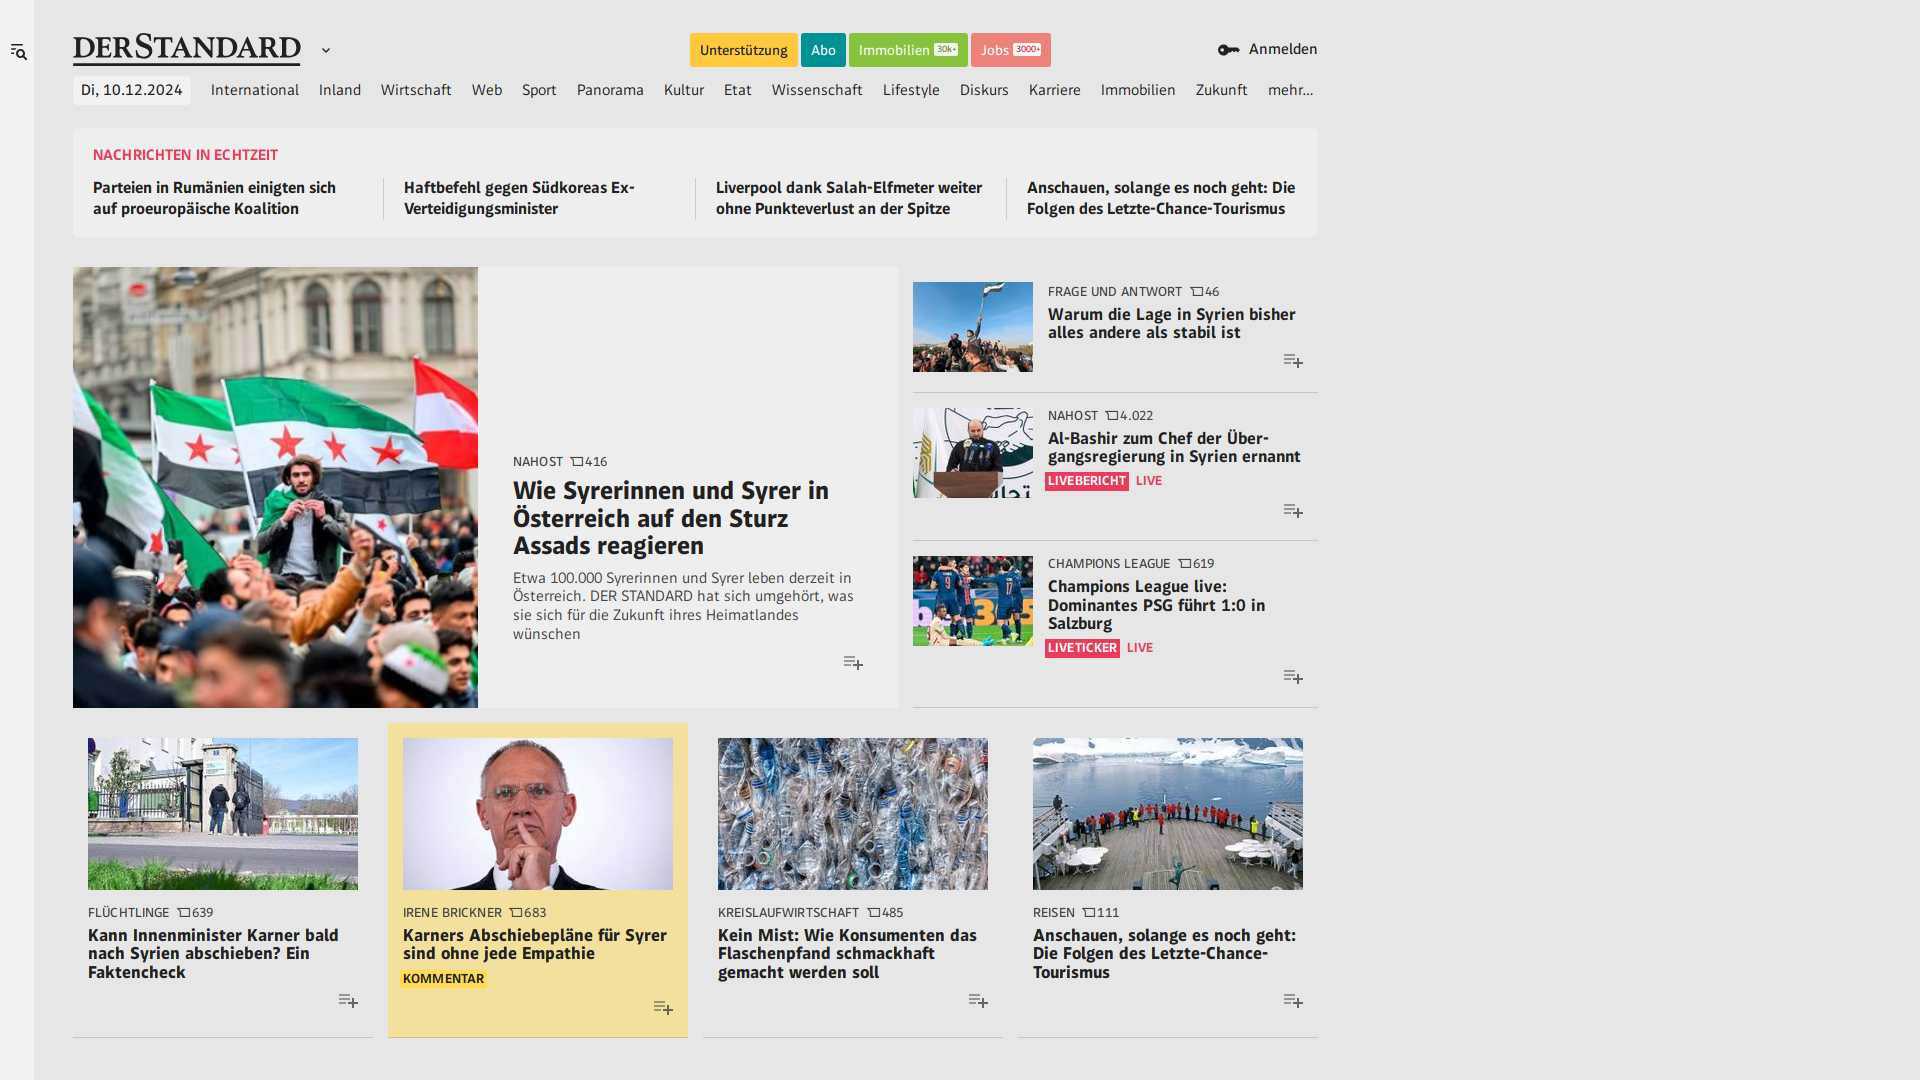 DERSTANDARD
Unterstützung
Abo
Immobilien 30k+
Jobs 3000+
Anmelden
Di, 10.12.2024
International
Inland
Wirtschaft
Web
Sport
Panorama
Kultur
Etat
Wissenschaft
Lifestyle
Diskurs
Karriere
Immobilien
Zukunft
mehr...
NACHRICHTEN IN ECHTZEIT
Parteien in Rumänien einigten sich
auf proeuropäische Koalition
Haftbefehl gegen Südkoreas Ex-
Verteidigungsminister
Liverpool dank Salah-Elfmeter weiter
ohne Punkteverlust an der Spitze
Anschauen, solange es noch geht: Die
Folgen des Letzte-Chance-Tourismus
NAHOST 416
Wie Syrerinnen und Syrer in
Österreich auf den Sturz
Assads reagieren
Etwa 100.000 Syrerinnen und Syrer leben derzeit in
Österreich. DER STANDARD hat sich umgehört, was
sie sich für die Zukunft ihres Heimatlandes
wünschen
FRAGE UND ANTWORT 46
Warum die Lage in Syrien bisher
alles andere als stabil ist
NAHOST 4.022
Al-Bashir zum Chef der Über-
gangsregierung in Syrien ernannt
LIVEBERICHT LIVE
CHAMPIONS LEAGUE 619
Champions League live:
Dominantes PSG führt 1:0 in
Salzburg
LIVETICKER LIVE
FLÜCHTLINGE 639
Kann Innenminister Karner bald
nach Syrien abschieben? Ein
Faktencheck
IRENE BRICKNER 683
Karners Abschiebepläne für Syrer
sind ohne jede Empathie
KOMMENTAR
KREISLAUFWIRTSCHAFT 485
Kein Mist: Wie Konsumenten das
Flaschenpfand schmackhaft
gemacht werden soll
REISEN 111
Anschauen, solange es noch geht:
Die Folgen des Letzte-Chance-
Tourismus